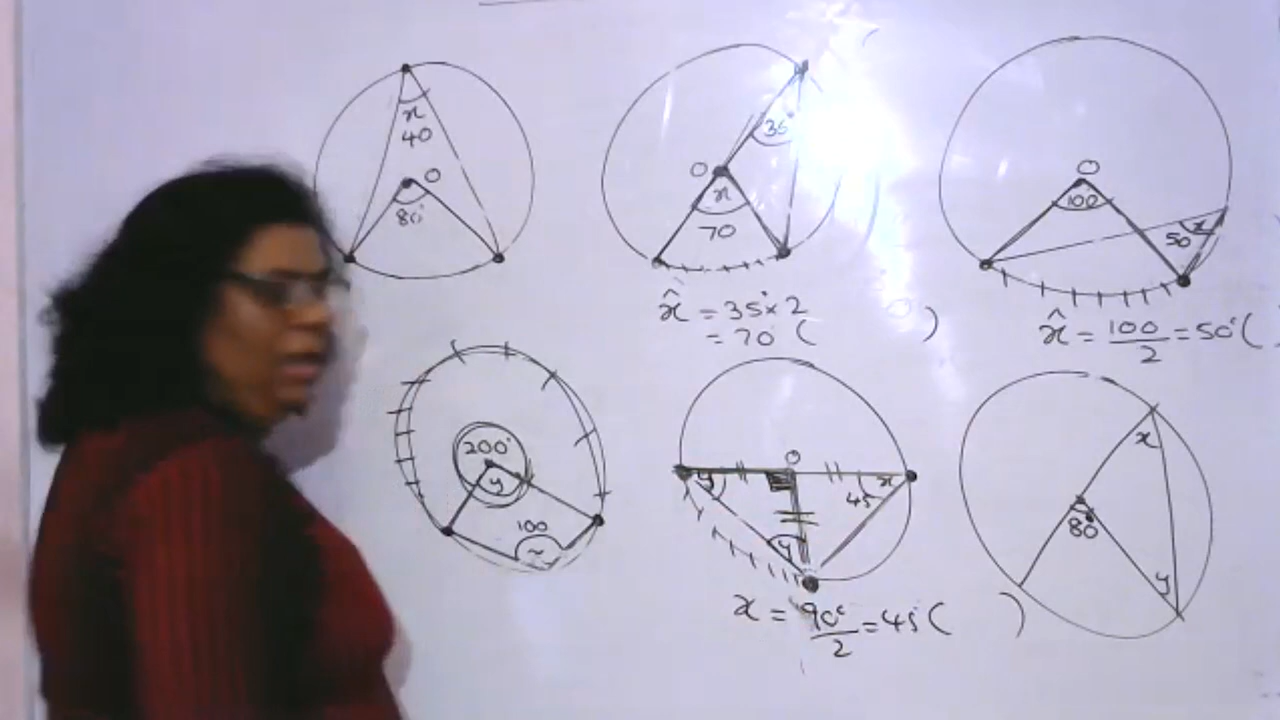 x
40
O
80°
O
35°
x
70
x̂ = 35° × 2
= 70° ( )
O
100
x
50
x̂ = 100/2 = 50° (
200°
y
100
x
O
y
x
45
y
x = 90°/2 = 45 ( )
x
80
y